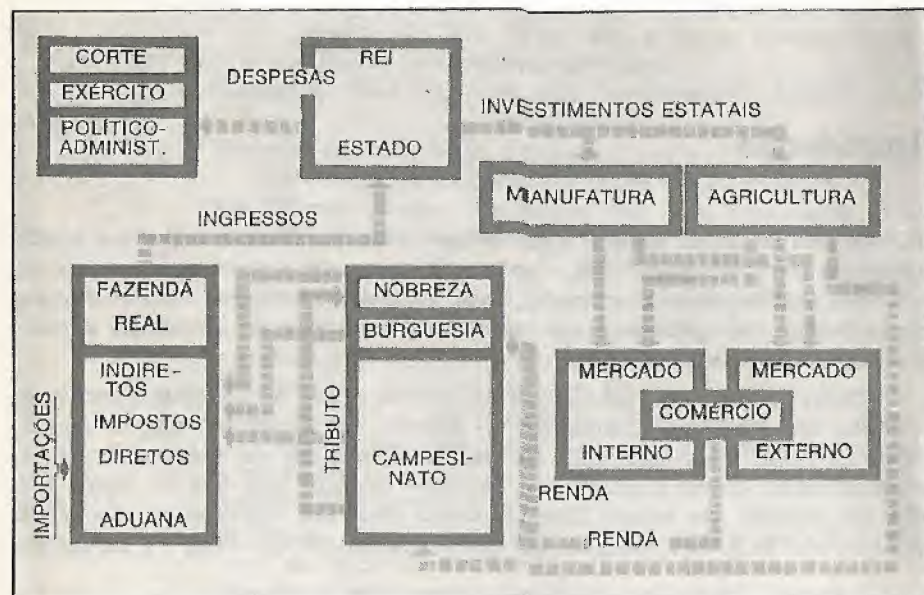 CORTE
EXÉRCITO
POLÍTICO-
ADMINIST.
DESPESAS
REI
ESTADO
INVESTIMENTOS ESTATAIS
MANUFATURA
AGRICULTURA
INGRESSOS
FAZENDA
REAL
INDIRE-
TOS
IMPOSTOS
DIRETOS
ADUANA
IMPORTAÇÕES
TRIBUTO
NOBREZA
BURGUESIA
CAMPESI-
NATO
MERCADO
INTERNO
COMÉRCIO
MERCADO
EXTERNO
RENDA
RENDA